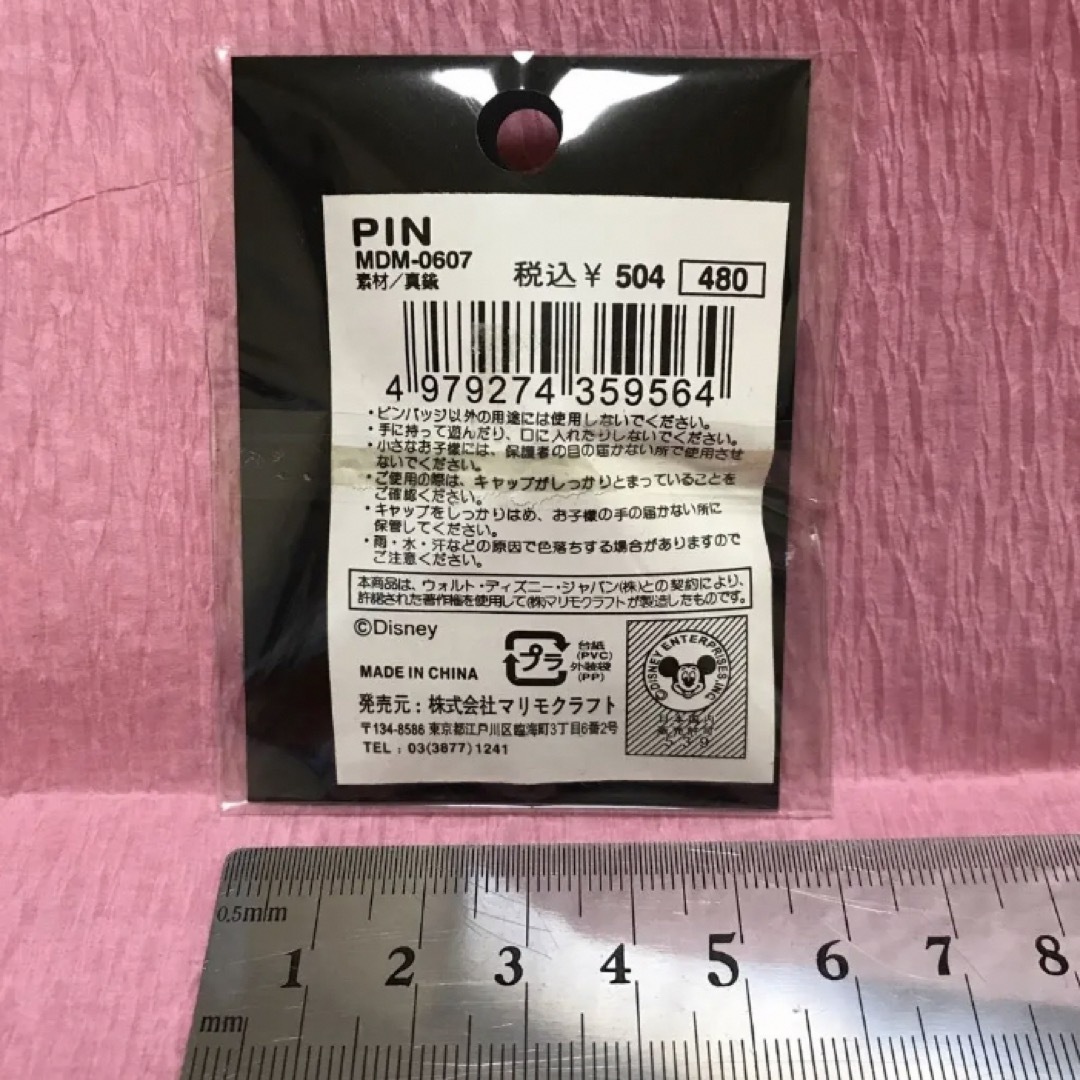 PIN
MDM-0607
素材／真鍮
税込¥ 504 480
4 979274 359564
・ピンバッジ以外の用途には使用しないでください。
・手に持って遊んだり、口に入れたりしないでください。
・小さなお子様には、保護者の目の届かない所で使用させ
ないでください。
・ご使用の際は、キャップがしっかりとまっていることを
ご確認ください。
・キャップをしっかりはめ、お子様の手の届かない所に
保管してください。
・雨・水・汗などの原因で色落ちする場合がありますので
ご注意ください。
本商品は、ウォルト・ディズニー・ジャパン(株)との契約により、
許諾された著作権を使用して(株)マリモクラフトが製造したものです。
©Disney
MADE IN CHINA
プラ
台紙
(PVC)
外装袋
(PP)
©DISNEY ENTERPRISES,INC
日本国内
販売許可
539
発売元：株式会社マリモクラフト
〒134-8586 東京都江戸川区臨海町3丁目6番2号
TEL：03(3877)1241
0.5mm
1 2 3 4 5 6 7 8
mm